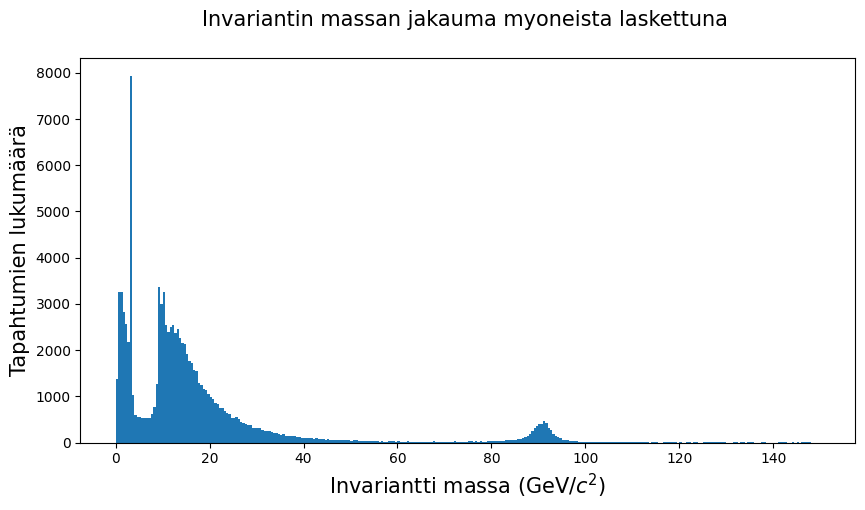 Invariantin massan jakauma myoneista laskettuna
8000
7000
6000
5000
4000
3000
2000
1000
0
Tapahtumien lukumäärä
0 20 40 60 80 100 120 140
Invariantti massa (GeV/c²)